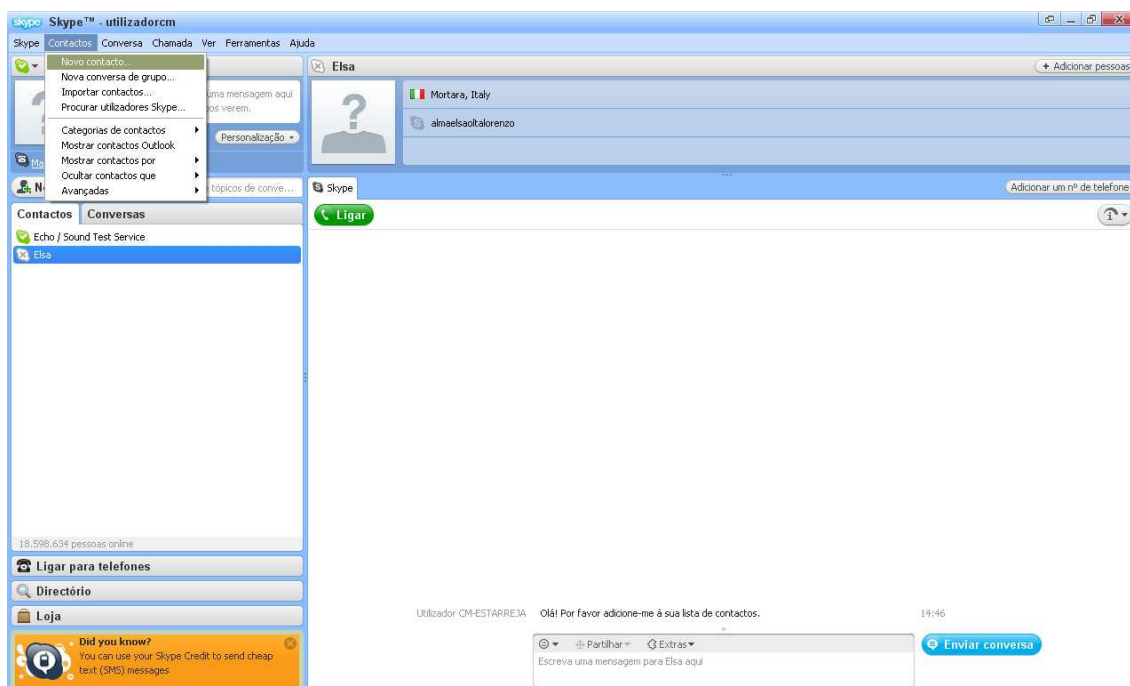 skype Skype™ - utilizadorcm
Skype Contactos Conversa Chamada Ver Ferramentas Ajuda
Novo contacto...
Nova conversa de grupo...
Importar contactos...
Procurar utilizadores Skype...
Categorias de contactos
Mostrar contactos Outlook
Mostrar contactos por
Ocultar contactos que
Avançadas
uma mensagem aqui
verem.
Personalização
Ma
N
tópicos de conve...
Contactos Conversas
Echo / Sound Test Service
Elsa
18.598.634 pessoas online
Ligar para telefones
Directório
Loja
Did you know?
You can use your Skype Credit to send cheap
text (SMS) messages
Elsa
+ Adicionar pessoas
Mortara, Italy
almaelsaoltalorenzo
Skype
Adicionar um nº de telefone
Ligar
Utilizador CM-ESTARREJA Olá! Por favor adicione-me à sua lista de contactos. 14:46
Partilhar Extras
Enviar conversa
Escreva uma mensagem para Elsa aqui